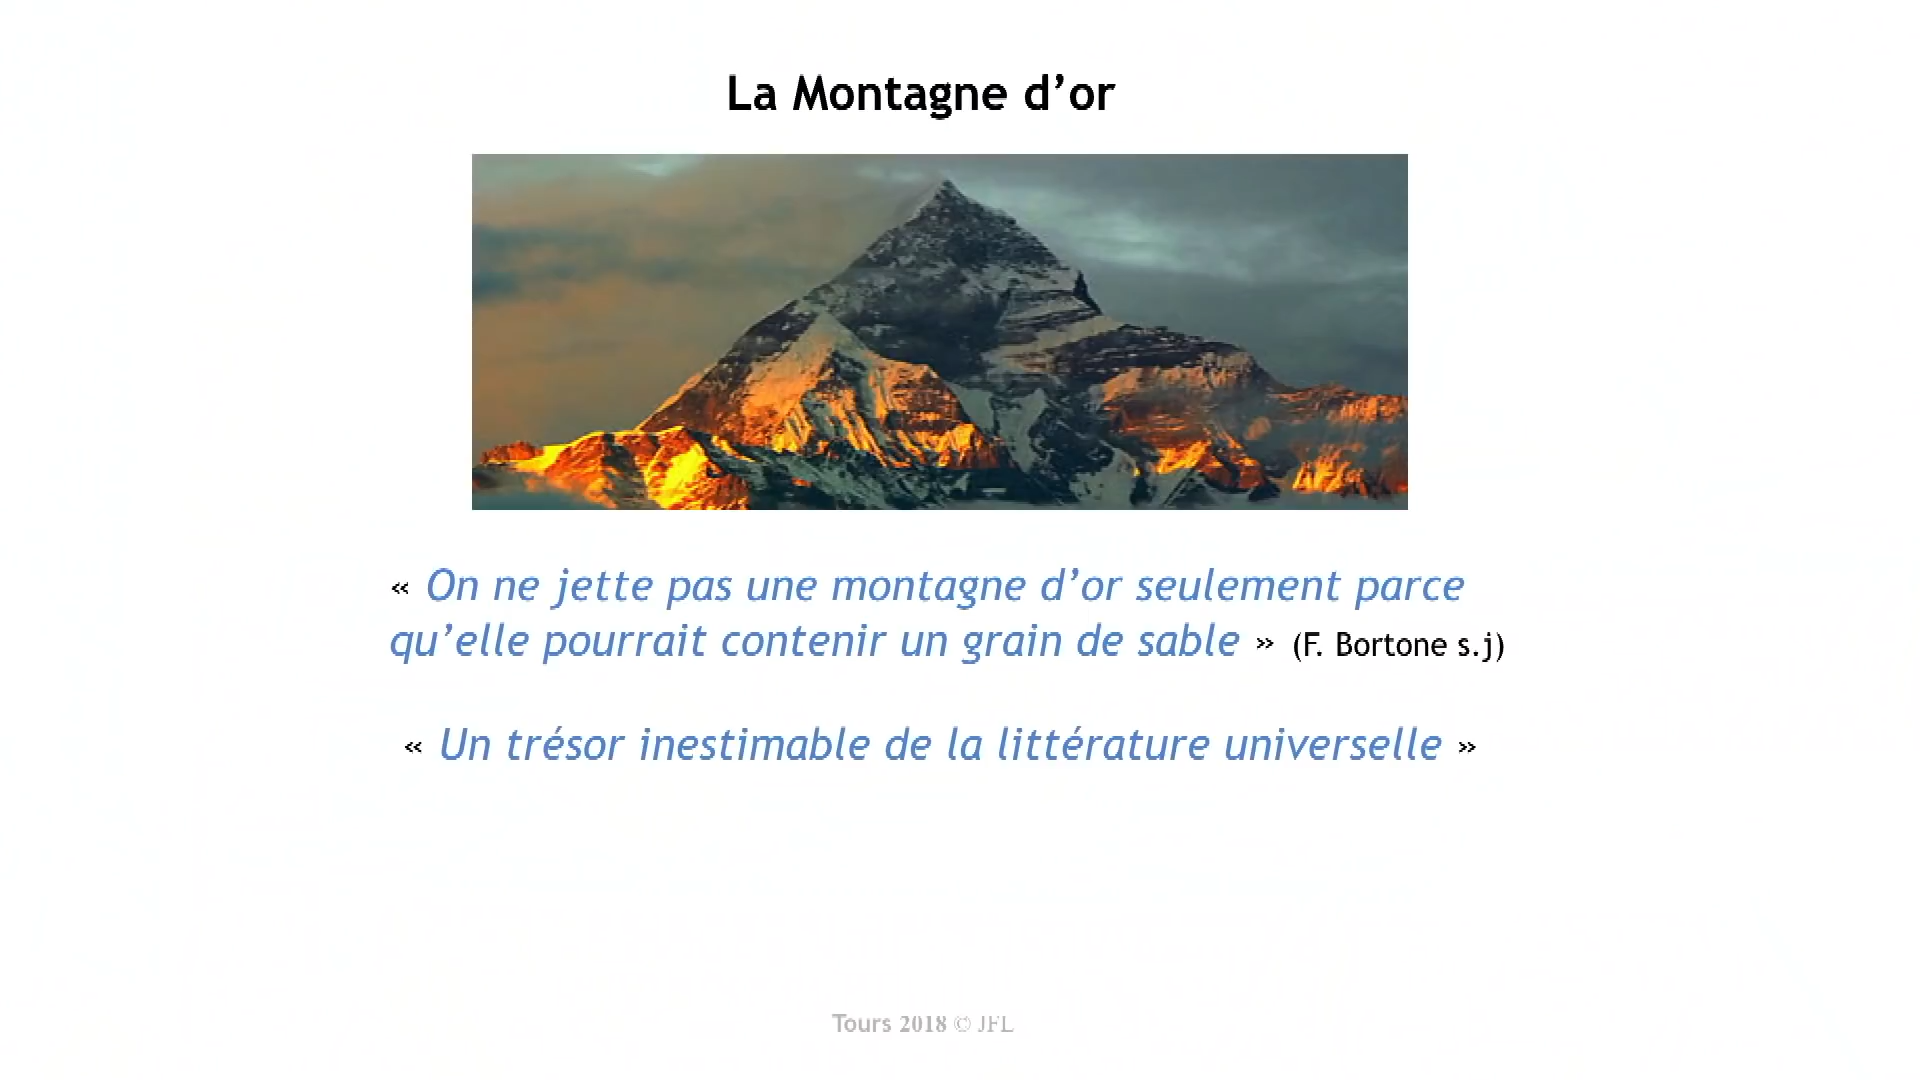 La Montagne d’or
« On ne jette pas une montagne d’or seulement parce
qu’elle pourrait contenir un grain de sable » (F. Bortone s.j)
« Un trésor inestimable de la littérature universelle »
Tours 2018 © JFL